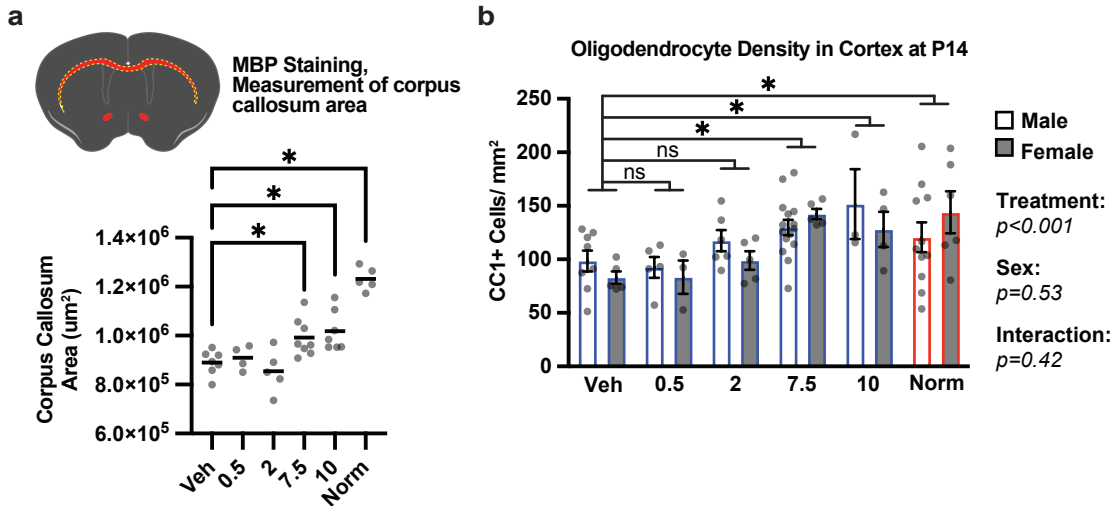 a
MBP Staining,
Measurement of corpus
callosum area
*
*
*
Corpus Callosum
Area (um²)
1.4×10⁶
1.2×10⁶
1.0×10⁶
8.0×10⁵
6.0×10⁵
Veh
0.5
2
7.5
10
Norm
b
Oligodendrocyte Density in Cortex at P14
*
*
*
ns
ns
CC1+ Cells/ mm²
250
200
150
100
50
0
Veh 0.5 2 7.5 10 Norm
Male
Female
Treatment:
p<0.001
Sex:
p=0.53
Interaction:
p=0.42